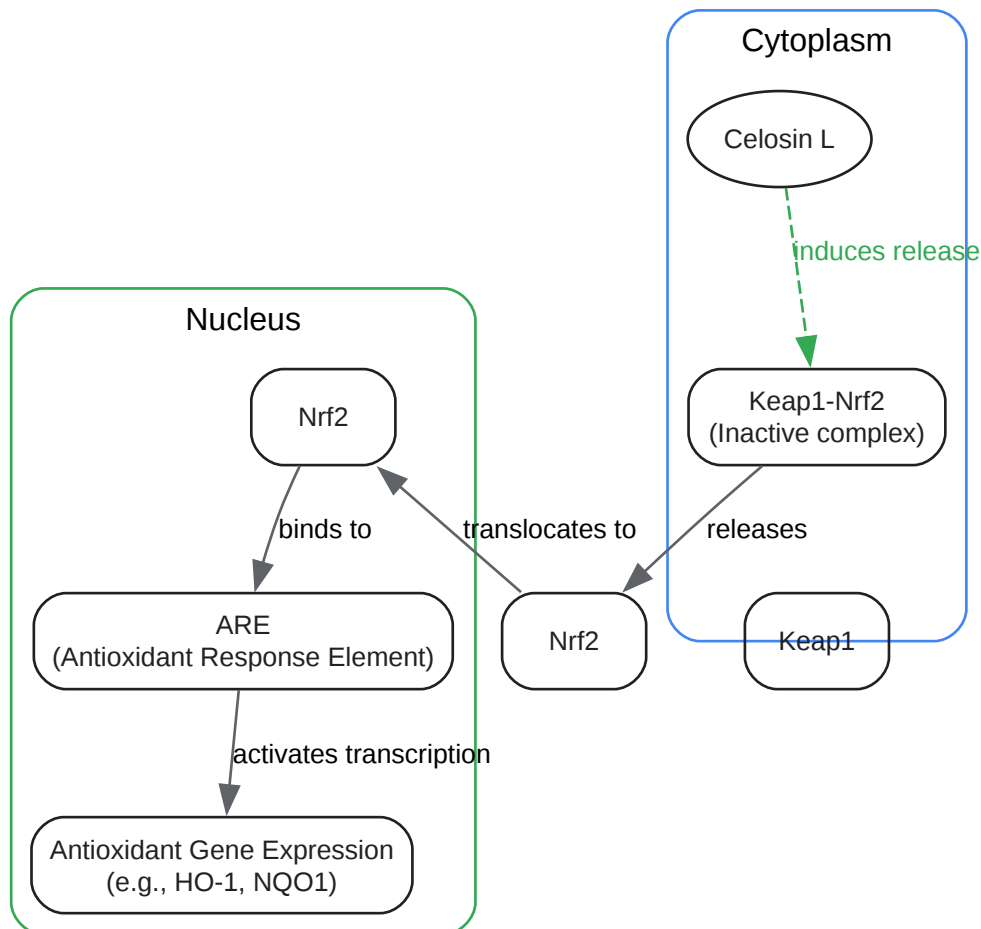 Cytoplasm
Celosin L
induces release
Nucleus
Nrf2
Keap1-Nrf2
(Inactive complex)
binds to
translocates to
releases
ARE
(Antioxidant Response Element)
Nrf2
Keap1
activates transcription
Antioxidant Gene Expression
(e.g., HO-1, NQO1)